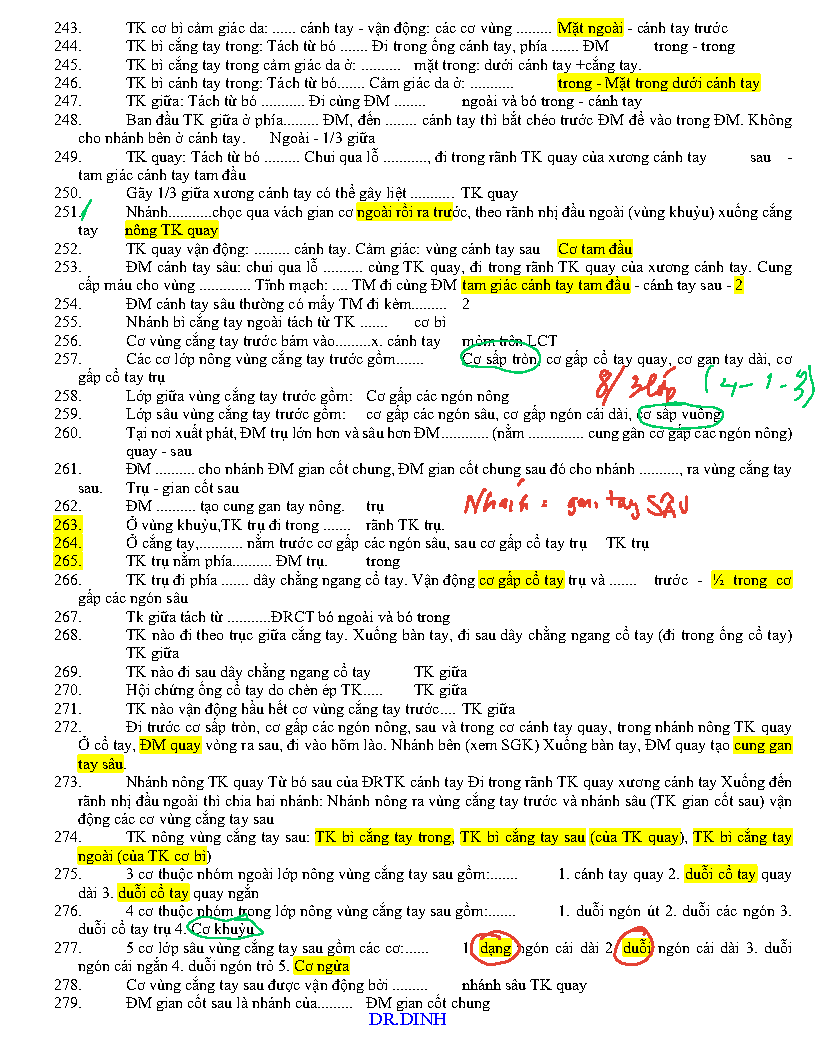 243. TK cơ bì cảm giác da: ...... cánh tay - vận động: các cơ vùng ......... Mặt ngoài - cánh tay trước
244. TK bì cẳng tay trong: Tách từ bó ....... Đi trong ống cánh tay, phía ....... ĐM trong - trong
245. TK bì cẳng tay trong cảm giác da ở: .......... mặt trong: dưới cánh tay +cẳng tay.
246. TK bì cánh tay trong: Tách từ bó....... Cảm giác da ở: ........... trong - Mặt trong dưới cánh tay
247. TK giữa: Tách từ bó ........... Đi cùng ĐM ........ ngoài và bó trong - cánh tay
248. Ban đầu TK giữa ở phía......... ĐM, đến ........ cánh tay thì bắt chéo trước ĐM để vào trong ĐM. Không
cho nhánh bên ở cánh tay. Ngoài - 1/3 giữa
249. TK quay: Tách từ bó ......... Chui qua lỗ ..........., đi trong rãnh TK quay của xương cánh tay sau -
tam giác cánh tay tam đầu
250. Gãy 1/3 giữa xương cánh tay có thể gây liệt ........... TK quay
251. Nhánh...........chọc qua vách gian cơ ngoài rồi ra trước, theo rãnh nhị đầu ngoài (vùng khuỷu) xuống cẳng
tay nông TK quay
252. TK quay vận động: ......... cánh tay. Cảm giác: vùng cánh tay sau Cơ tam đầu
253. ĐM cánh tay sâu: chui qua lỗ .......... cùng TK quay, đi trong rãnh TK quay của xương cánh tay. Cung
cấp máu cho vùng ............. Tĩnh mạch: .... TM đi cùng ĐM tam giác cánh tay tam đầu - cánh tay sau - 2
254. ĐM cánh tay sâu thường có mấy TM đi kèm......... 2
255. Nhánh bì cẳng tay ngoài tách từ TK ....... cơ bì
256. Cơ vùng cẳng tay trước bám vào.........x. cánh tay mỏm trên LCT
257. Các cơ lớp nông vùng cẳng tay trước gồm....... Cơ sấp tròn, cơ gấp cổ tay quay, cơ gan tay dài, cơ
gấp cổ tay trụ
8/3 lớp (4-1-3)
258. Lớp giữa vùng cẳng tay trước gồm: Cơ gấp các ngón nông
259. Lớp sâu vùng cẳng tay trước gồm: cơ gấp các ngón sâu, cơ gấp ngón cái dài, cơ sấp vuông
260. Tại nơi xuất phát, ĐM trụ lớn hơn và sâu hơn ĐM............ (nằm .............. cung gân cơ gấp các ngón nông)
quay - sau
261. ĐM .......... cho nhánh ĐM gian cốt chung, ĐM gian cốt chung sau đó cho nhánh .........., ra vùng cẳng tay
sau. Trụ - gian cốt sau
262. ĐM .......... tạo cung gan tay nông. trụ
Nhánh : gan tay SÂU
263. Ở vùng khuỷu,TK trụ đi trong ....... rãnh TK trụ.
264. Ở cẳng tay,........... nằm trước cơ gấp các ngón sâu, sau cơ gấp cổ tay trụ TK trụ
265. TK trụ nằm phía.......... ĐM trụ. trong
266. TK trụ đi phía ....... dây chằng ngang cổ tay. Vận động cơ gấp cổ tay trụ và ....... trước - ½ trong cơ
gấp các ngón sâu
267. Tk giữa tách từ ...........ĐRCT bó ngoài và bó trong
268. TK nào đi theo trục giữa cẳng tay. Xuống bàn tay, đi sau dây chằng ngang cổ tay (đi trong ống cổ tay)
TK giữa
269. TK nào đi sau dây chằng ngang cổ tay TK giữa
270. Hội chứng ống cổ tay do chèn ép TK..... TK giữa
271. TK nào vận động hầu hết cơ vùng cẳng tay trước.... TK giữa
272. Đi trước cơ sấp tròn, cơ gấp các ngón nông, sau và trong cơ cánh tay quay, trong nhánh nông TK quay
Ở cổ tay, ĐM quay vòng ra sau, đi vào hõm lào. Nhánh bên (xem SGK) Xuống bàn tay, ĐM quay tạo cung gan
tay sâu.
273. Nhánh nông TK quay Từ bó sau của ĐRTK cánh tay Đi trong rãnh TK quay xương cánh tay Xuống đến
rãnh nhị đầu ngoài thì chia hai nhánh: Nhánh nông ra vùng cẳng tay trước và nhánh sâu (TK gian cốt sau) vận
động các cơ vùng cẳng tay sau
274. TK nông vùng cẳng tay sau: TK bì cẳng tay trong, TK bì cẳng tay sau (của TK quay), TK bì cẳng tay
ngoài (của TK cơ bì)
275. 3 cơ thuộc nhóm ngoài lớp nông vùng cẳng tay sau gồm:....... 1. cánh tay quay 2. duỗi cổ tay quay
dài 3. duỗi cổ tay quay ngắn
276. 4 cơ thuộc nhóm trong lớp nông vùng cẳng tay sau gồm:....... 1. duỗi ngón út 2. duỗi các ngón 3.
duỗi cổ tay trụ 4. Cơ khuỷu
277. 5 cơ lớp sâu vùng cẳng tay sau gồm các cơ:...... 1. dạng ngón cái dài 2. duỗi ngón cái dài 3. duỗi
ngón cái ngắn 4. duỗi ngón trỏ 5. Cơ ngửa
278. Cơ vùng cẳng tay sau được vận động bởi ......... nhánh sâu TK quay
279. ĐM gian cốt sau là nhánh của......... ĐM gian cốt chung
DR.DINH